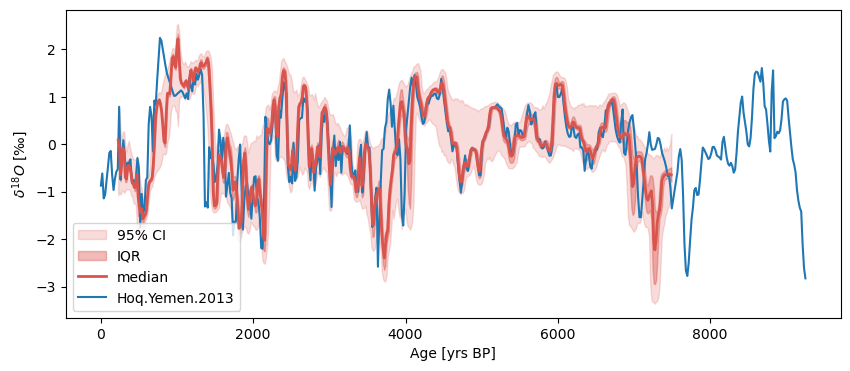 2
1
0
−1
−2
−3
δ¹⁸O [‰]
95% CI
IQR
median
Hoq.Yemen.2013
0 2000 4000 6000 8000
Age [yrs BP]